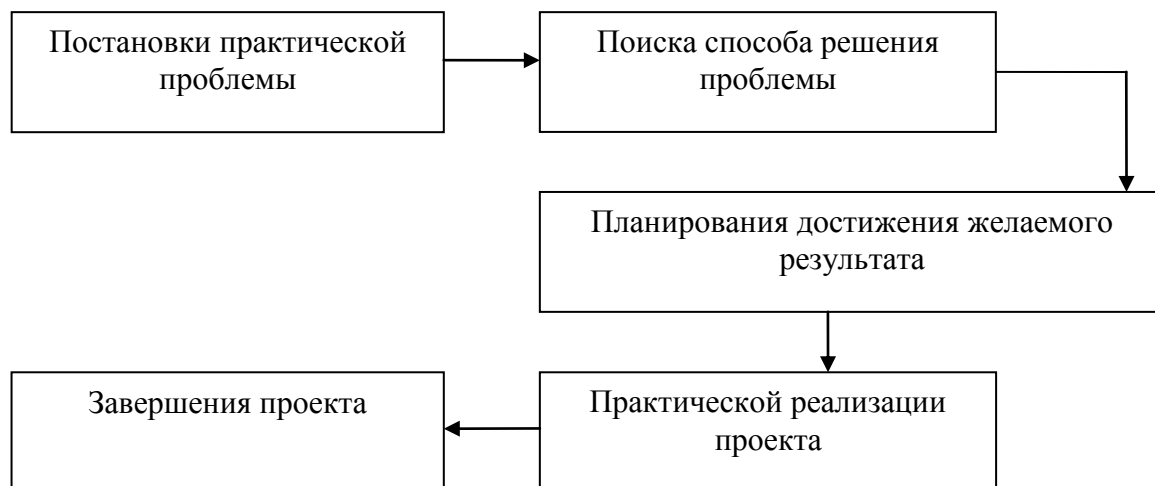 Постановки практической
проблемы
Поиска способа решения
проблемы
Планирования достижения желаемого
результата
Практической реализации
проекта
Завершения проекта